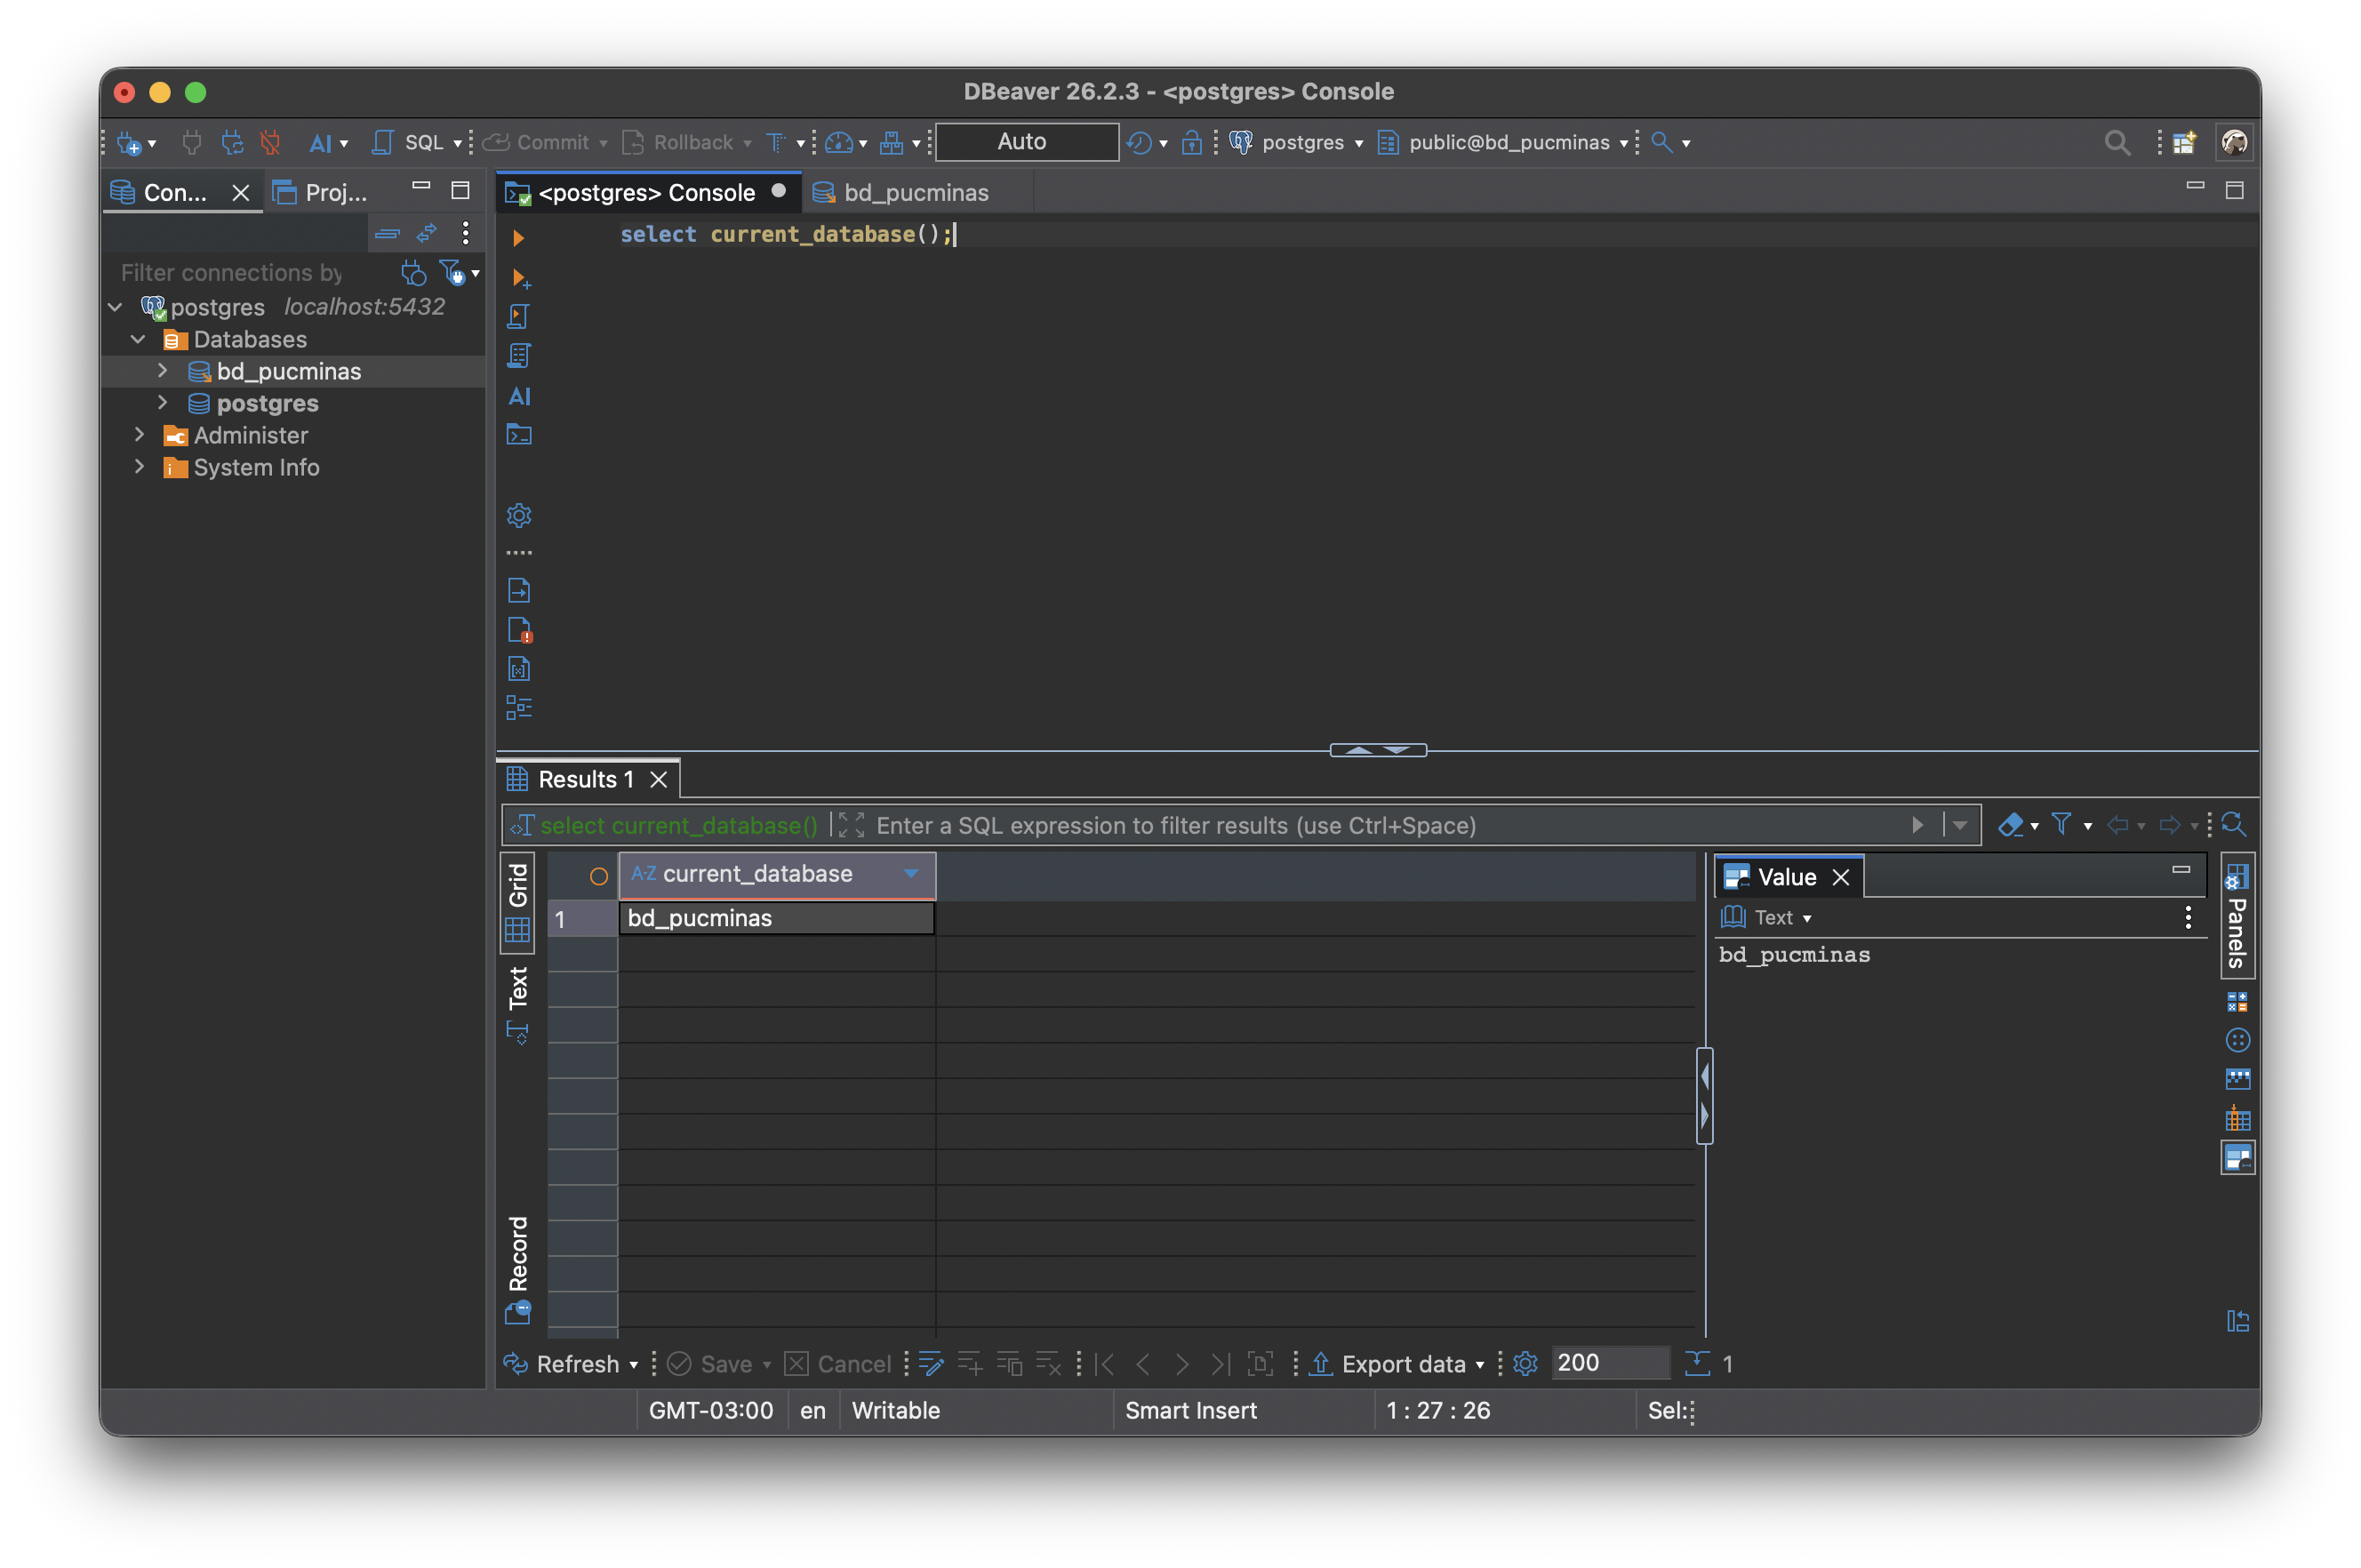 DBeaver 26.2.3 - <postgres> Console
AI SQL Commit Rollback Auto postgres public@bd_pucminas
Con... Proj...
<postgres> Console bd_pucminas
Filter connections by
postgres localhost:5432
Databases
bd_pucminas
postgres
Administer
System Info
select current_database();
AI
Results 1
select current_database() Enter a SQL expression to filter results (use Ctrl+Space)
Grid
Text
Record
A-Z current_database
1 bd_pucminas
Value
Text
bd_pucminas
Panels
Refresh Save Cancel Export data 200 1
GMT-03:00 en Writable Smart Insert 1 : 27 : 26 Sel: